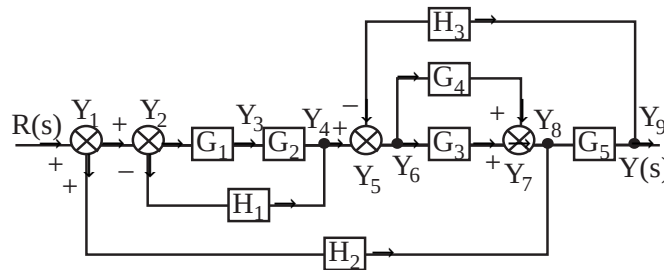 H₃
G₄
− +
R(s) Y₁ + Y₂ Y₃ Y₄ + Y₈ Y₉
G₁ G₂ G₃ G₅
+ + − Y₅ Y₆ + Y₇ Y(s)
H₁
H₂